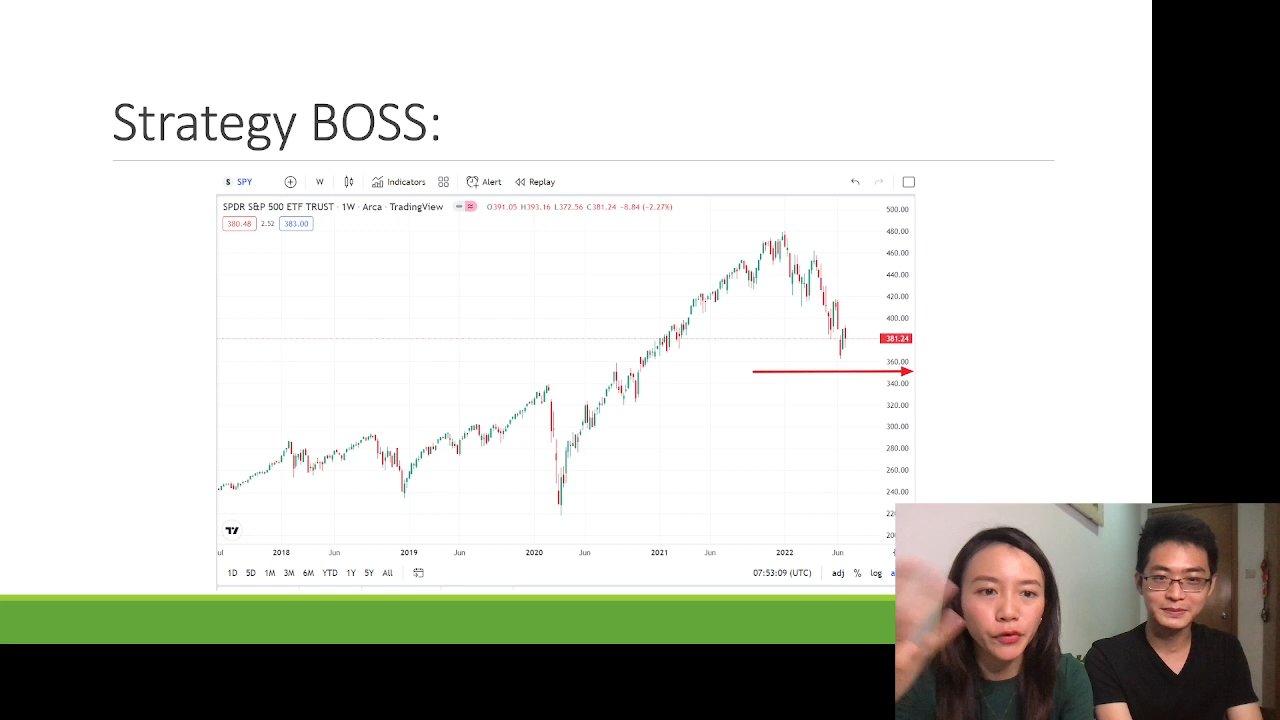 Strategy BOSS:
S SPY W Indicators Alert Replay
SPDR S&P 500 ETF TRUST · 1W · Arca · TradingView O391.05 H393.16 L372.56 C381.24 −8.84 (−2.27%)
380.48 2.52 383.00
500.00
480.00
460.00
440.00
420.00
400.00
381.24
360.00
340.00
320.00
300.00
280.00
260.00
240.00
2018 Jun 2019 Jun 2020 Jun 2021 Jun 2022 Jun
1D 5D 1M 3M 6M YTD 1Y 5Y All 07:53:09 (UTC) adj % log